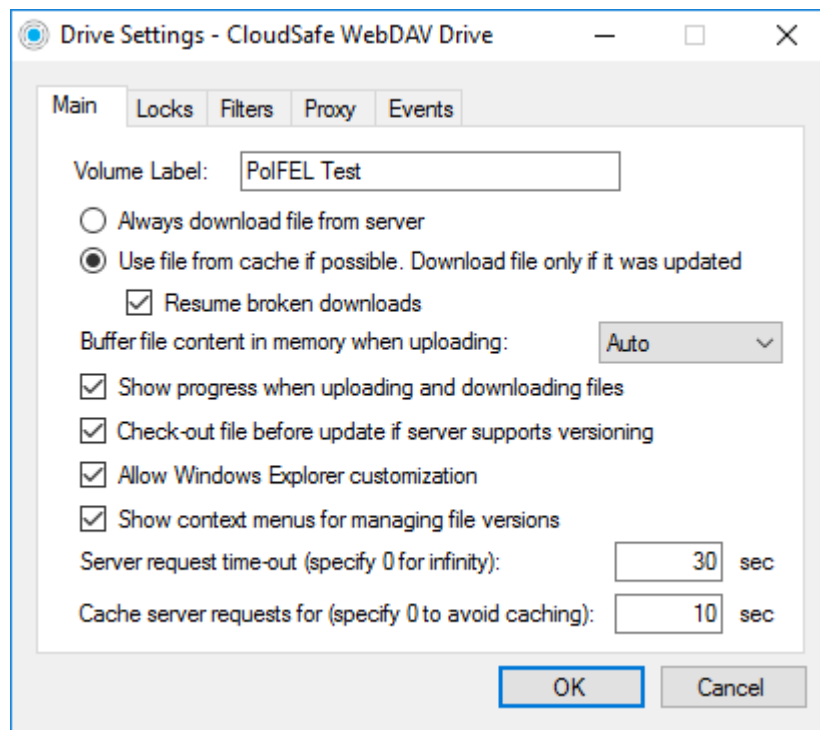 Drive Settings - CloudSafe WebDAV Drive
Main Locks Filters Proxy Events
Volume Label: PolFEL Test
Always download file from server
Use file from cache if possible. Download file only if it was updated
Resume broken downloads
Buffer file content in memory when uploading: Auto
Show progress when uploading and downloading files
Check-out file before update if server supports versioning
Allow Windows Explorer customization
Show context menus for managing file versions
Server request time-out (specify 0 for infinity): 30 sec
Cache server requests for (specify 0 to avoid caching): 10 sec
OK Cancel